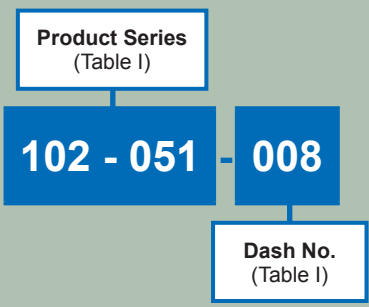 Product Series
(Table I)
102 - 051 - 008
Dash No.
(Table I)